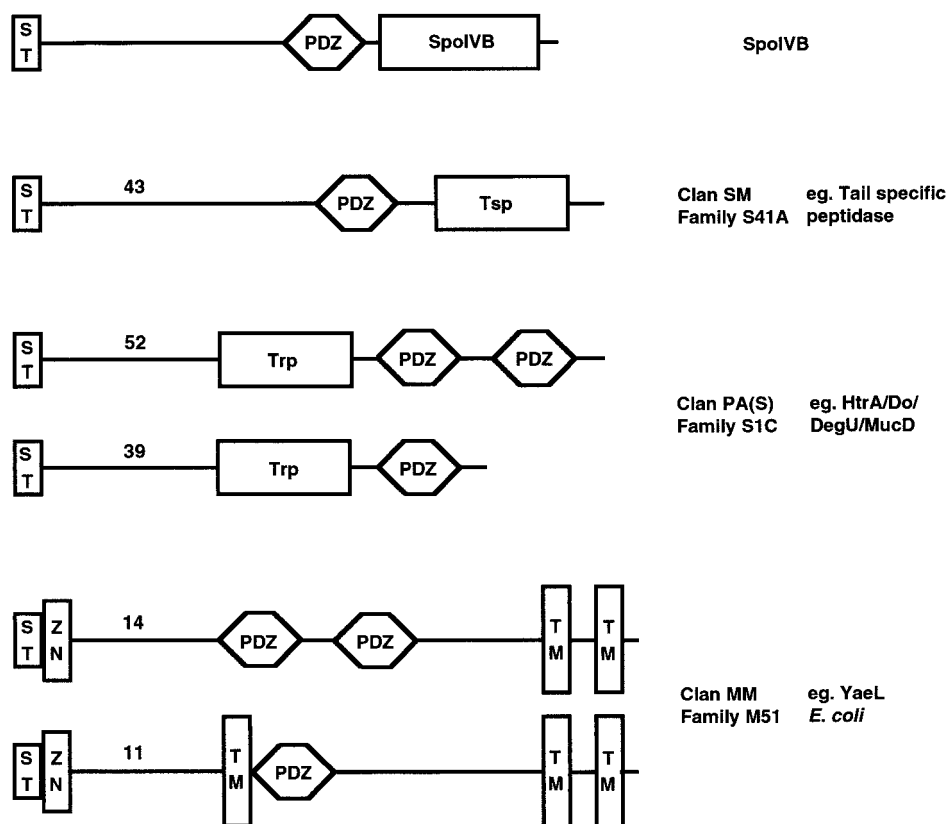 S
T
PDZ
SpoIVB
SpoIVB
S
T
43
PDZ
Tsp
Clan SM eg. Tail specific
Family S41A peptidase
S
T
52
Trp
PDZ
PDZ
Clan PA(S) eg. HtrA/Do/
Family S1C DegU/MucD
S
T
39
Trp
PDZ
S
T
Z
N
14
PDZ
PDZ
T
M
T
M
Clan MM eg. YaeL
Family M51 E. coli
S
T
Z
N
11
T
M
PDZ
T
M
T
M